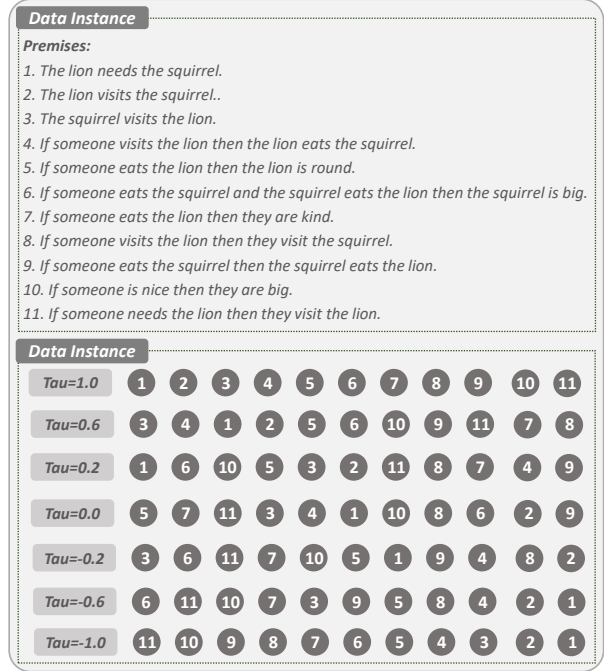 Data Instance
Premises:
1. The lion needs the squirrel.
2. The lion visits the squirrel..
3. The squirrel visits the lion.
4. If someone visits the lion then the lion eats the squirrel.
5. If someone eats the lion then the lion is round.
6. If someone eats the squirrel and the squirrel eats the lion then the squirrel is big.
7. If someone eats the lion then they are kind.
8. If someone visits the lion then they visit the squirrel.
9. If someone eats the squirrel then the squirrel eats the lion.
10. If someone is nice then they are big.
11. If someone needs the lion then they visit the lion.
Data Instance
Tau=1.0 1 2 3 4 5 6 7 8 9 10 11
Tau=0.6 3 4 1 2 5 6 10 9 11 7 8
Tau=0.2 1 6 10 5 3 2 11 8 7 4 9
Tau=0.0 5 7 11 3 4 1 10 8 6 2 9
Tau=-0.2 3 6 11 7 10 5 1 9 4 8 2
Tau=-0.6 6 11 10 7 3 9 5 8 4 2 1
Tau=-1.0 11 10 9 8 7 6 5 4 3 2 1